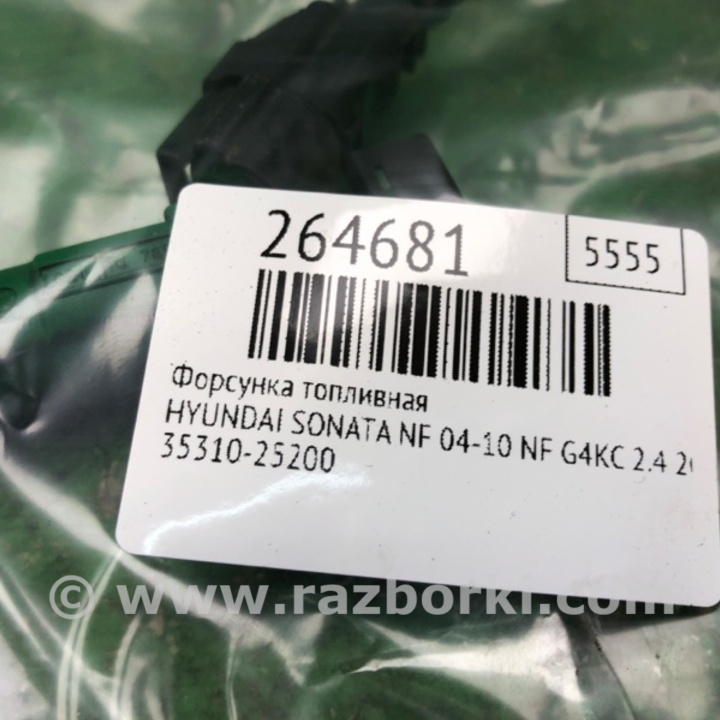 264681
5555
Форсунка топливная
HYUNDAI SONATA NF 04-10 NF G4KC 2.4
35310-25200
© www.razborki.com